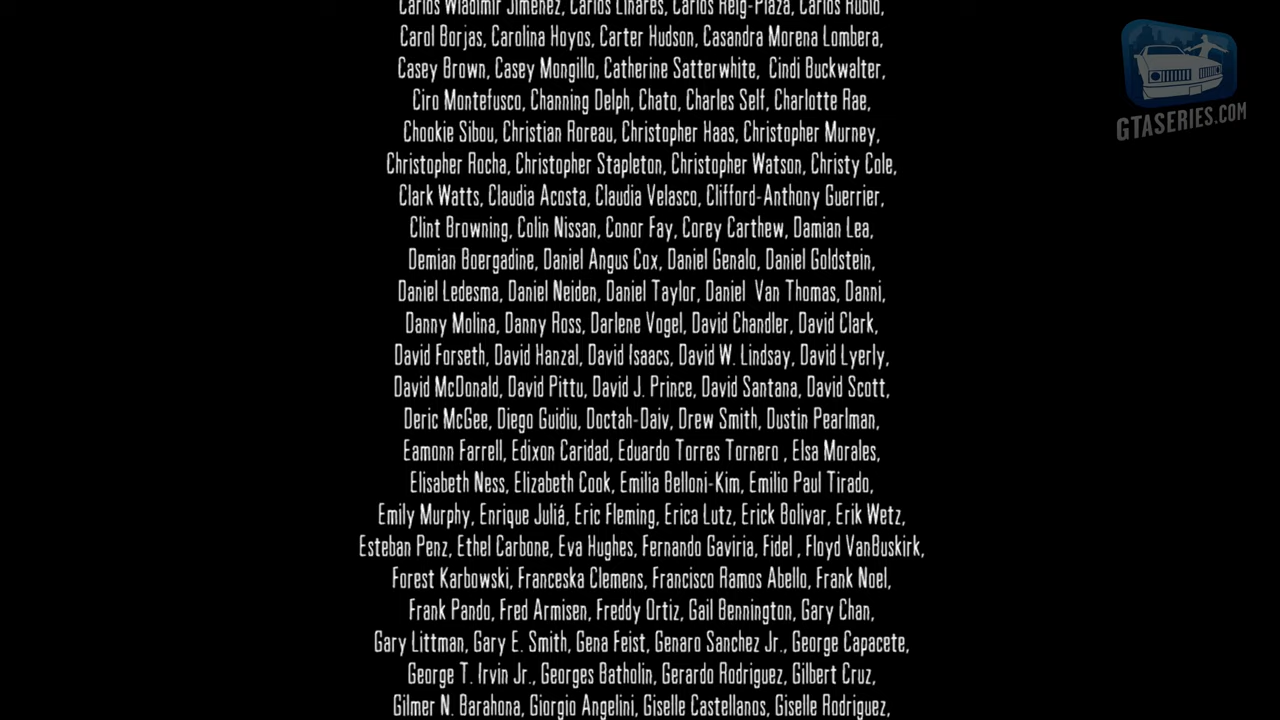 Carlos Wladimir Jimenez, Carlos Linares, Carlos Reig-Plaza, Carlos Rubio,
Carol Borjas, Carolina Hoyos, Carter Hudson, Casandra Morena Lombera,
Casey Brown, Casey Mongillo, Catherine Satterwhite, Cindi Buckwalter,
Ciro Montefusco, Channing Delph, Chato, Charles Self, Charlotte Rae,
Chookie Sibou, Christian Roreau, Christopher Haas, Christopher Murney,
Christopher Rocha, Christopher Stapleton, Christopher Watson, Christy Cole,
Clark Watts, Claudia Acosta, Claudia Velasco, Clifford-Anthony Guerrier,
Clint Browning, Colin Nissan, Conor Fay, Corey Carthew, Damian Lea,
Demian Boergadine, Daniel Angus Cox, Daniel Genalo, Daniel Goldstein,
Daniel Ledesma, Daniel Neiden, Daniel Taylor, Daniel Van Thomas, Danni,
Danny Molina, Danny Ross, Darlene Vogel, David Chandler, David Clark,
David Forseth, David Hanzal, David Isaacs, David W. Lindsay, David Lyerly,
David McDonald, David Pittu, David J. Prince, David Santana, David Scott,
Deric McGee, Diego Guidiu, Doctah-Daiv, Drew Smith, Dustin Pearlman,
Eamonn Farrell, Edixon Caridad, Eduardo Torres Tornero , Elsa Morales,
Elisabeth Ness, Elizabeth Cook, Emilia Belloni-Kim, Emilio Paul Tirado,
Emily Murphy, Enrique Juliá, Eric Fleming, Erica Lutz, Erick Bolivar, Erik Wetz,
Esteban Penz, Ethel Carbone, Eva Hughes, Fernando Gaviria, Fidel , Floyd VanBuskirk,
Forest Karbowski, Franceska Clemens, Francisco Ramos Abello, Frank Noel,
Frank Pando, Fred Armisen, Freddy Ortiz, Gail Bennington, Gary Chan,
Gary Littman, Gary E. Smith, Gena Feist, Genaro Sanchez Jr., George Capacete,
George T. Irvin Jr., Georges Batholin, Gerardo Rodriguez, Gilbert Cruz,
Gilmer N. Barahona, Giorgio Angelini, Giselle Castellanos, Giselle Rodriguez,
GTASERIES.COM